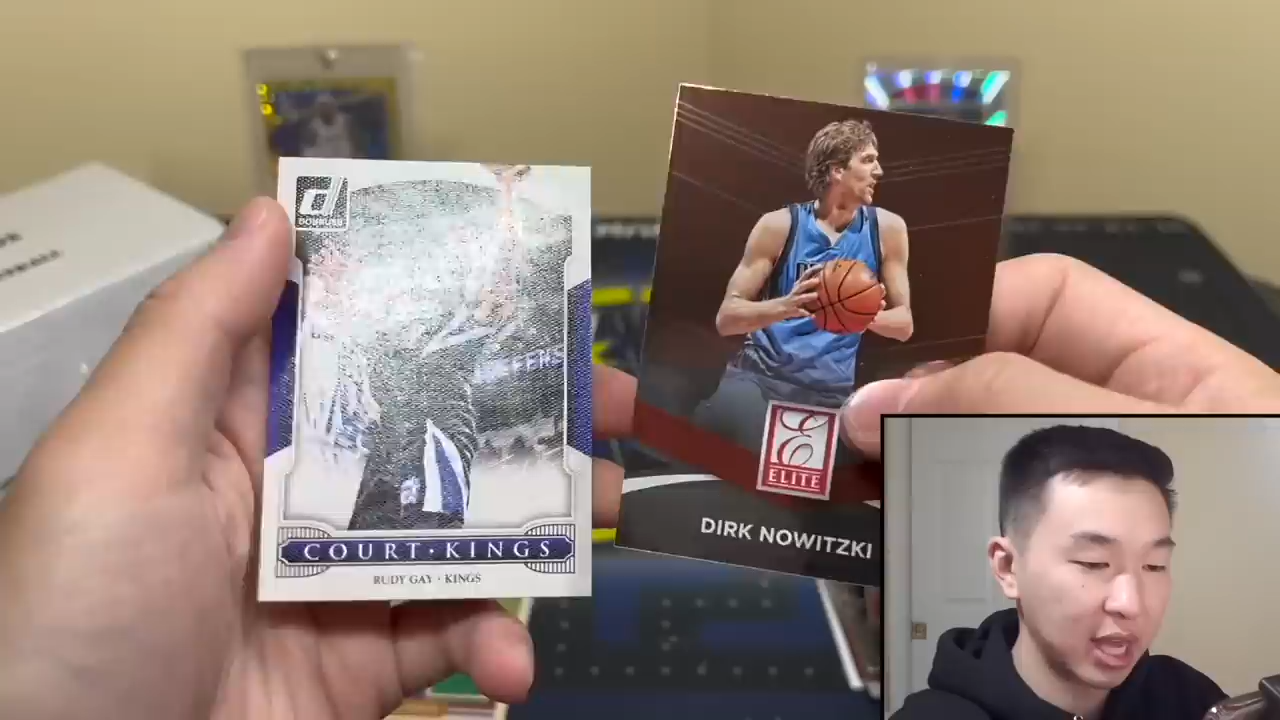 DONRUSS
COURT · KINGS
RUDY GAY · KINGS
E
ELITE
DIRK NOWITZKI